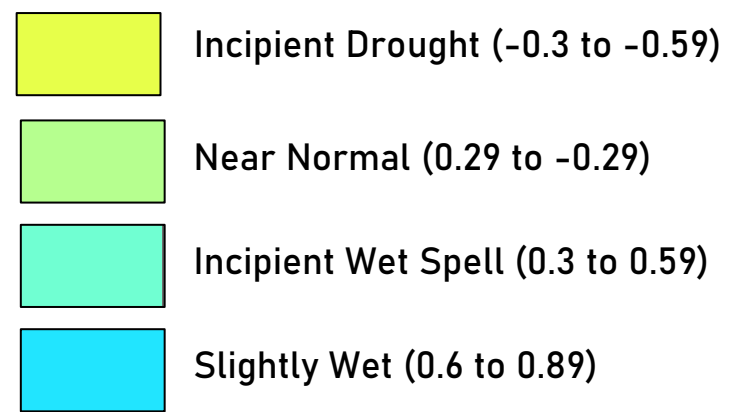 Incipient Drought (-0.3 to -0.59)
Near Normal (0.29 to -0.29)
Incipient Wet Spell (0.3 to 0.59)
Slightly Wet (0.6 to 0.89)